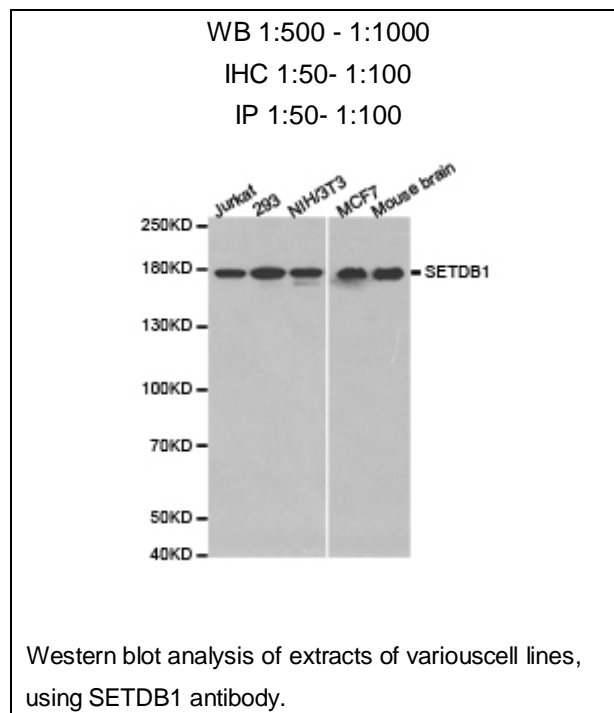 WB 1:500 - 1:1000
IHC 1:50- 1:100
IP 1:50- 1:100
Jurkat 293 NIH/3T3 MCF7 Mouse brain
250KD
180KD
SETDB1
130KD
100KD
70KD
50KD
40KD
Western blot analysis of extracts of variouscell lines,
using SETDB1 antibody.